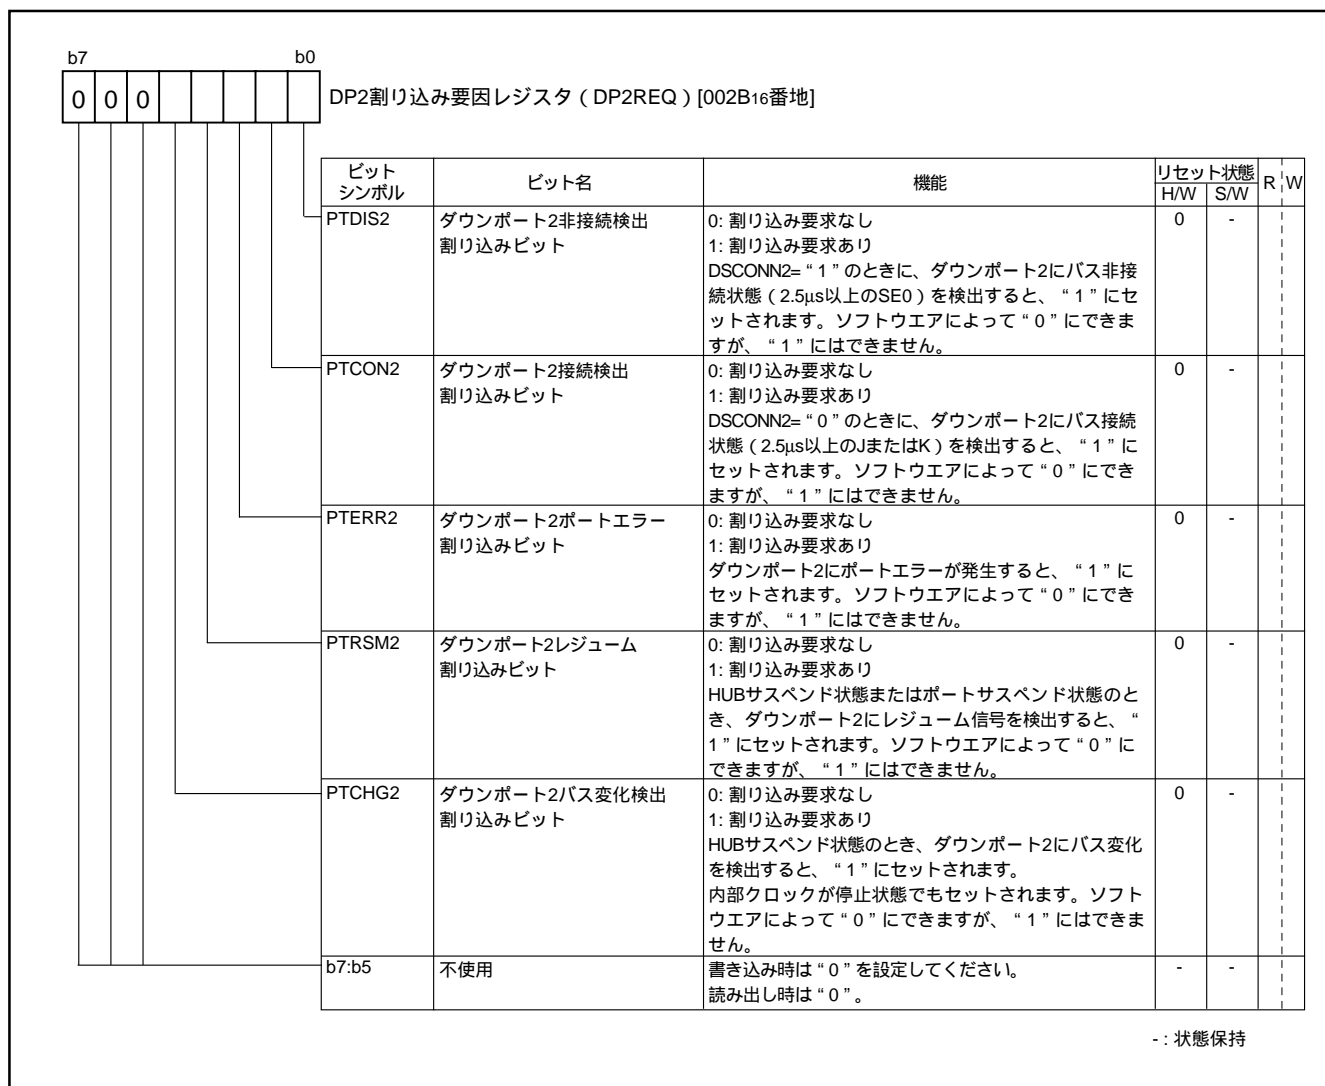 b7 b0
0 0 0
DP2割り込み要因レジスタ（DP2REQ）[002B16番地]
ビット
シンボル
ビット名
機能
リセット状態
H/W S/W
R W
PTDIS2
ダウンポート2非接続検出
割り込みビット
0: 割り込み要求なし
1: 割り込み要求あり
DSCONN2=“1”のときに、ダウンポート2にバス非接
続状態（2.5μs以上のSE0）を検出すると、“1”にセ
ットされます。ソフトウエアによって“0”にできま
すが、“1”にはできません。
0 -
PTCON2
ダウンポート2接続検出
割り込みビット
0: 割り込み要求なし
1: 割り込み要求あり
DSCONN2=“0”のときに、ダウンポート2にバス接続
状態（2.5μs以上のJまたはK）を検出すると、“1”に
セットされます。ソフトウエアによって“0”にでき
ますが、“1”にはできません。
0 -
PTERR2
ダウンポート2ポートエラー
割り込みビット
0: 割り込み要求なし
1: 割り込み要求あり
ダウンポート2にポートエラーが発生すると、“1”に
セットされます。ソフトウエアによって“0”にでき
ますが、“1”にはできません。
0 -
PTRSM2
ダウンポート2レジューム
割り込みビット
0: 割り込み要求なし
1: 割り込み要求あり
HUBサスペンド状態またはポートサスペンド状態のと
き、ダウンポート2にレジューム信号を検出すると、“
1”にセットされます。ソフトウエアによって“0”に
できますが、“1”にはできません。
0 -
PTCHG2
ダウンポート2バス変化検出
割り込みビット
0: 割り込み要求なし
1: 割り込み要求あり
HUBサスペンド状態のとき、ダウンポート2にバス変化
を検出すると、“1”にセットされます。
内部クロックが停止状態でもセットされます。ソフト
ウエアによって“0”にできますが、“1”にはできま
せん。
0 -
b7:b5
不使用
書き込み時は“0”を設定してください。
読み出し時は“0”。
- -
- : 状態保持